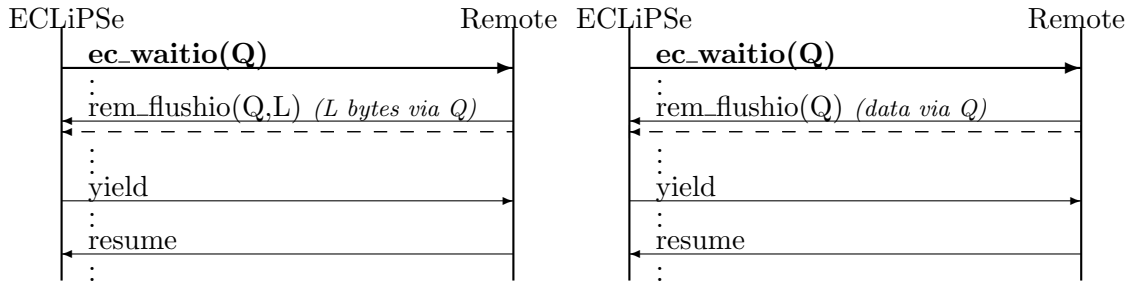 ECLiPSe Remote ECLiPSe Remote
ec_waitio(Q) ec_waitio(Q)
rem_flushio(Q,L) (L bytes via Q) rem_flushio(Q) (data via Q)
yield yield
resume resume